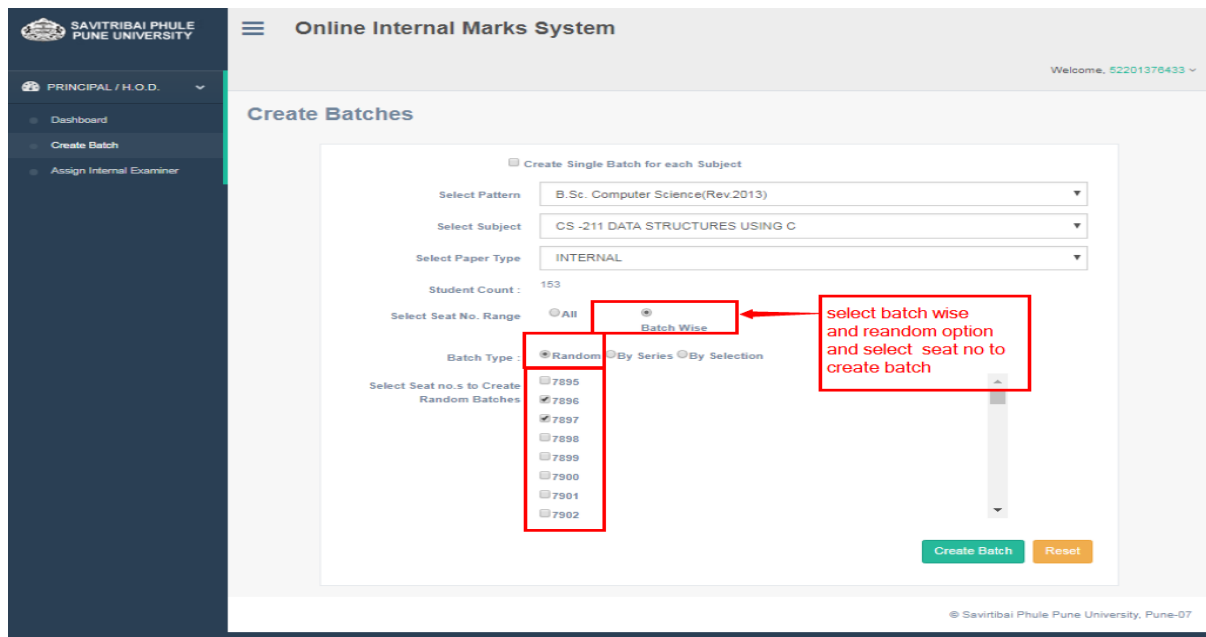 SAVITRIBAI PHULE
PUNE UNIVERSITY
Online Internal Marks System
Welcome, 52201376433
PRINCIPAL / H.O.D.
Dashboard
Create Batch
Assign Internal Examiner
Create Batches
Create Single Batch for each Subject
Select Pattern B.Sc. Computer Science(Rev.2013)
Select Subject CS -211 DATA STRUCTURES USING C
Select Paper Type INTERNAL
Student Count : 153
Select Seat No. Range All Batch Wise
select batch wise
and reandom option
and select seat no to
create batch
Batch Type : Random By Series By Selection
Select Seat no.s to Create
Random Batches
7895
7896
7897
7898
7899
7900
7901
7902
Create Batch Reset
© Savirtibai Phule Pune University, Pune-07